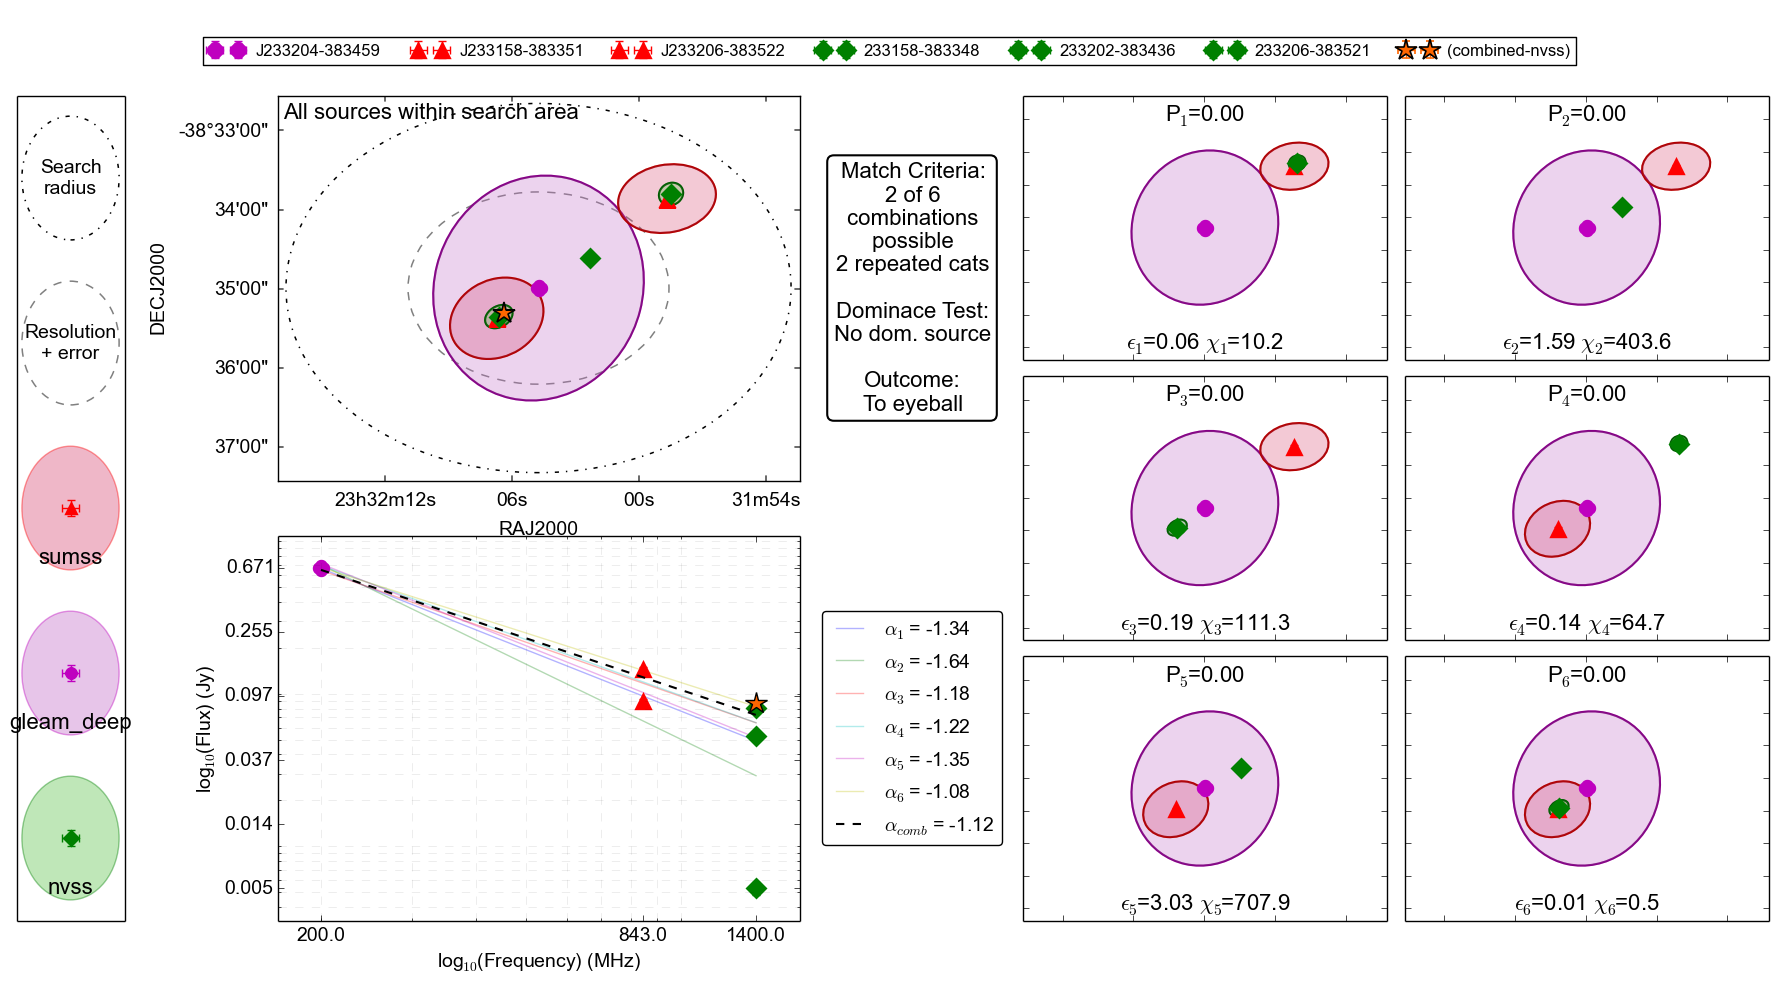 J233204-383459 J233158-383351 J233206-383522 233158-383348 233202-383436 233206-383521 (combined-nvss)
Search
radius
Resolution
+ error
sumss
gleam_deep
nvss
All sources within search area
-38°33'00"
34'00"
35'00"
36'00"
37'00"
DECJ2000
23h32m12s 06s 00s 31m54s
RAJ2000
0.671
0.255
0.097
0.037
0.014
0.005
log10(Flux) (Jy)
200.0 843.0 1400.0
log10(Frequency) (MHz)
Match Criteria:
2 of 6
combinations
possible
2 repeated cats
Dominace Test:
No dom. source
Outcome:
To eyeball
α1 = -1.34
α2 = -1.64
α3 = -1.18
α4 = -1.22
α5 = -1.35
α6 = -1.08
αcomb = -1.12
P1=0.00
ϵ1=0.06 χ1=10.2
P2=0.00
ϵ2=1.59 χ2=403.6
P3=0.00
ϵ3=0.19 χ3=111.3
P4=0.00
ϵ4=0.14 χ4=64.7
P5=0.00
ϵ5=3.03 χ5=707.9
P6=0.00
ϵ6=0.01 χ6=0.5